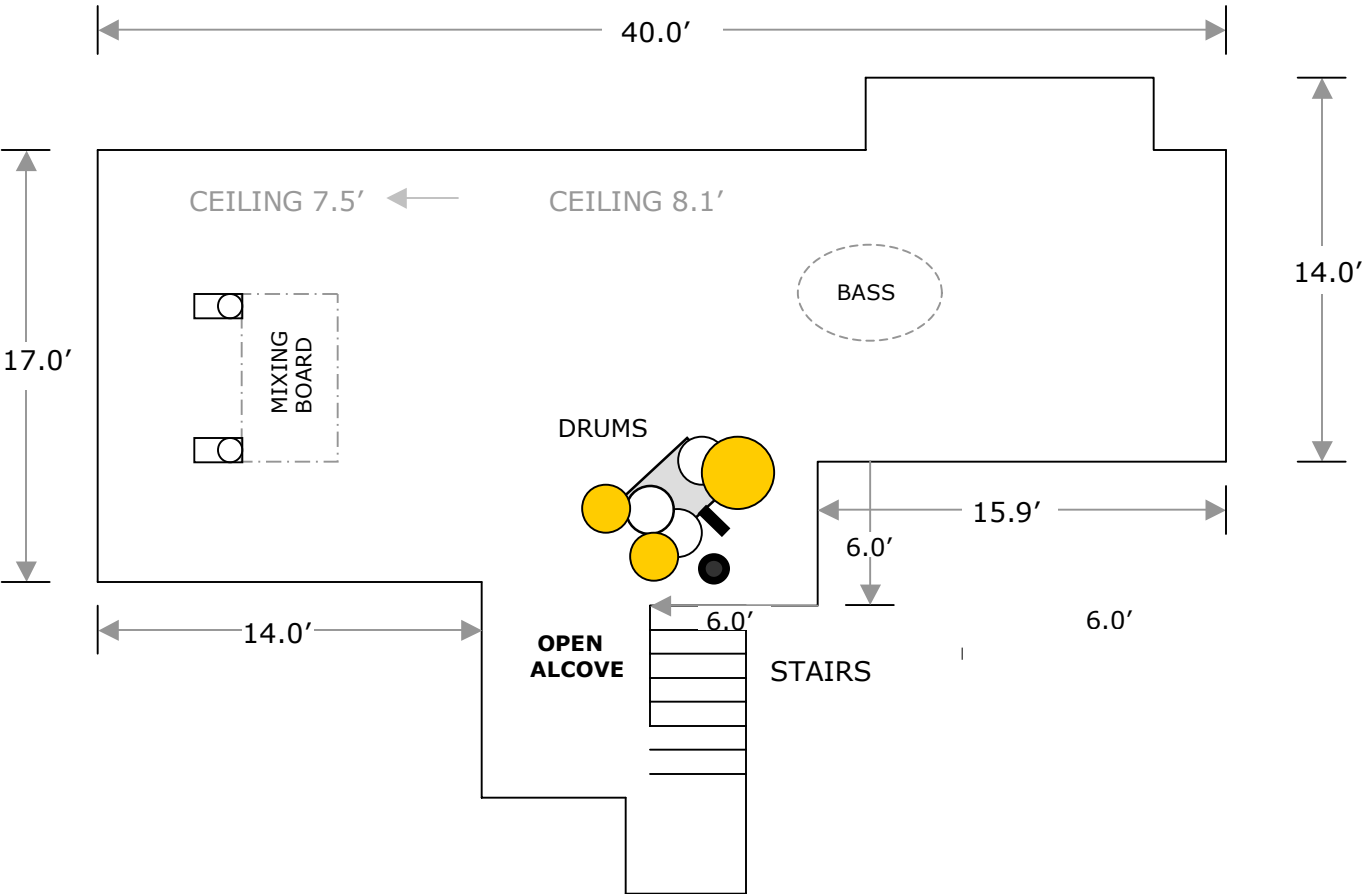 40.0’
CEILING 7.5’
CEILING 8.1’
14.0’
BASS
17.0’
MIXING
BOARD
DRUMS
15.9’
6.0’
6.0’
6.0’
14.0’
OPEN
ALCOVE
STAIRS